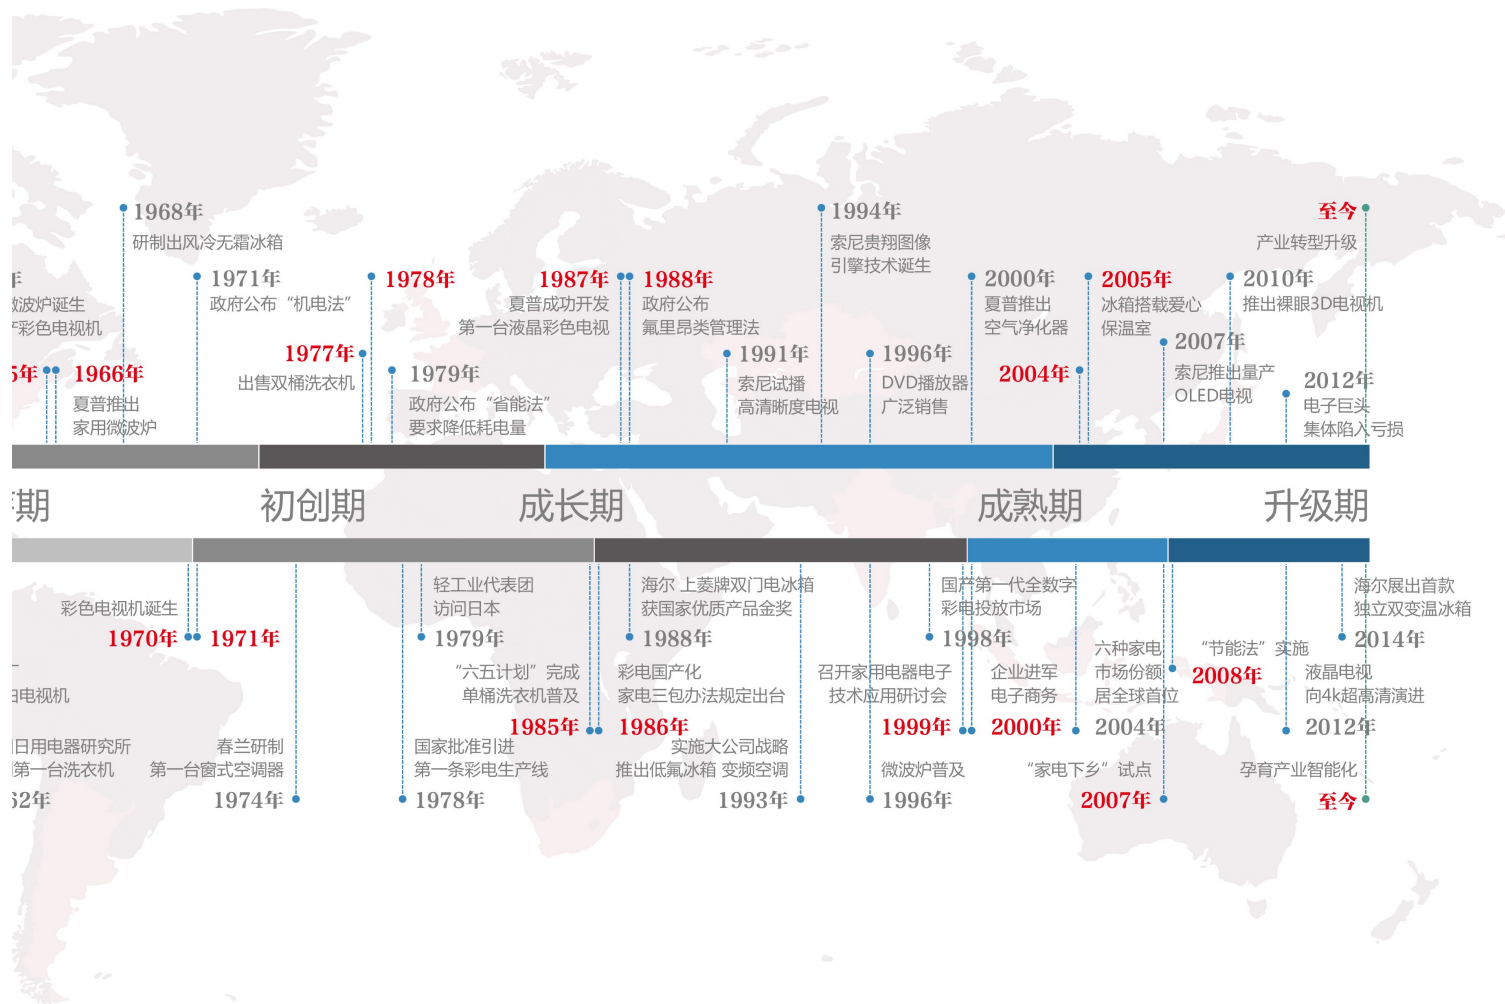 1968年
研制出风冷无霜冰箱
年
微波炉诞生
彩色电视机
1971年
政府公布“机电法”
5年
1966年
夏普推出
家用微波炉
1978年
1977年
出售双桶洗衣机
1979年
政府公布“省能法”
要求降低耗电量
1987年
夏普成功开发
第一台液晶彩色电视
1988年
政府公布
氟里昂类管理法
1991年
索尼试播
高清晰度电视
1994年
索尼贵翔图像
引擎技术诞生
1996年
DVD播放器
广泛销售
2000年
夏普推出
空气净化器
2004年
2005年
冰箱搭载爱心
保温室
2007年
索尼推出量产
OLED电视
至今
产业转型升级
2010年
推出裸眼3D电视机
2012年
电子巨头
集体陷入亏损
期
初创期
成长期
成熟期
升级期
彩色电视机诞生
1970年
1971年
电视机
日用电器研究所
第一台洗衣机
62年
春兰研制
第一台窗式空调器
1974年
轻工业代表团
访问日本
1979年
“六五计划”完成
单桶洗衣机普及
1985年
国家批准引进
第一条彩电生产线
1978年
海尔 上菱牌双门电冰箱
获国家优质产品金奖
1988年
彩电国产化
家电三包办法规定出台
1986年
实施大公司战略
推出低氟冰箱 变频空调
1993年
国产第一代全数字
彩电投放市场
1998年
召开家用电器电子
技术应用研讨会
1999年
微波炉普及
1996年
企业进军
电子商务
2000年
六种家电
市场份额
居全球首位
2004年
“家电下乡”试点
2007年
“节能法”实施
2008年
海尔展出首款
独立双变温冰箱
2014年
液晶电视
向4k超高清演进
2012年
孕育产业智能化
至今